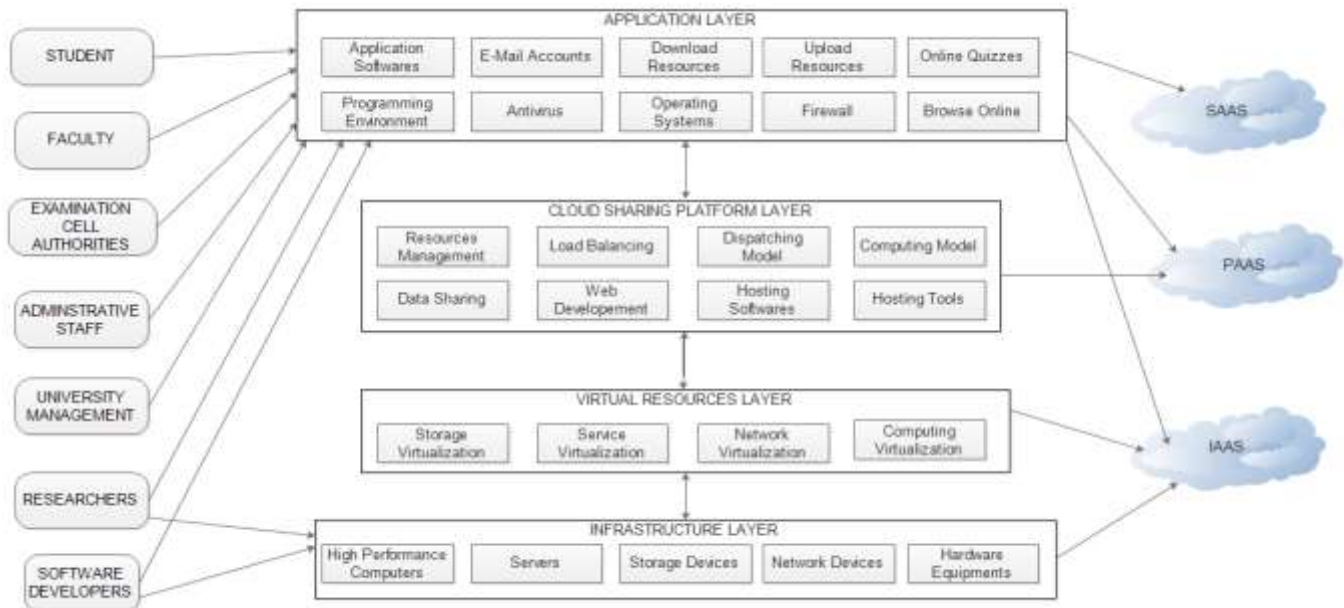 STUDENT
FACULTY
EXAMINATION
CELL
AUTHORITIES
ADMINSTRATIVE
STAFF
UNIVERSITY
MANAGEMENT
RESEARCHERS
SOFTWARE
DEVELOPERS
APPLICATION LAYER
Application
Softwares
E-Mail Accounts
Download
Resources
Upload
Resources
Online Quizzes
Programming
Environment
Antivirus
Operating
Systems
Firewall
Browse Online
CLOUD SHARING PLATFORM LAYER
Resources
Management
Load Balancing
Dispatching
Model
Computing Model
Data Sharing
Web
Developement
Hosting
Softwares
Hosting Tools
VIRTUAL RESOURCES LAYER
Storage
Virtualization
Service
Virtualization
Network
Virtualization
Computing
Virtualization
INFRASTRUCTURE LAYER
High Performance
Computers
Servers
Storage Devices
Network Devices
Hardware
Equipments
SAAS
PAAS
IAAS